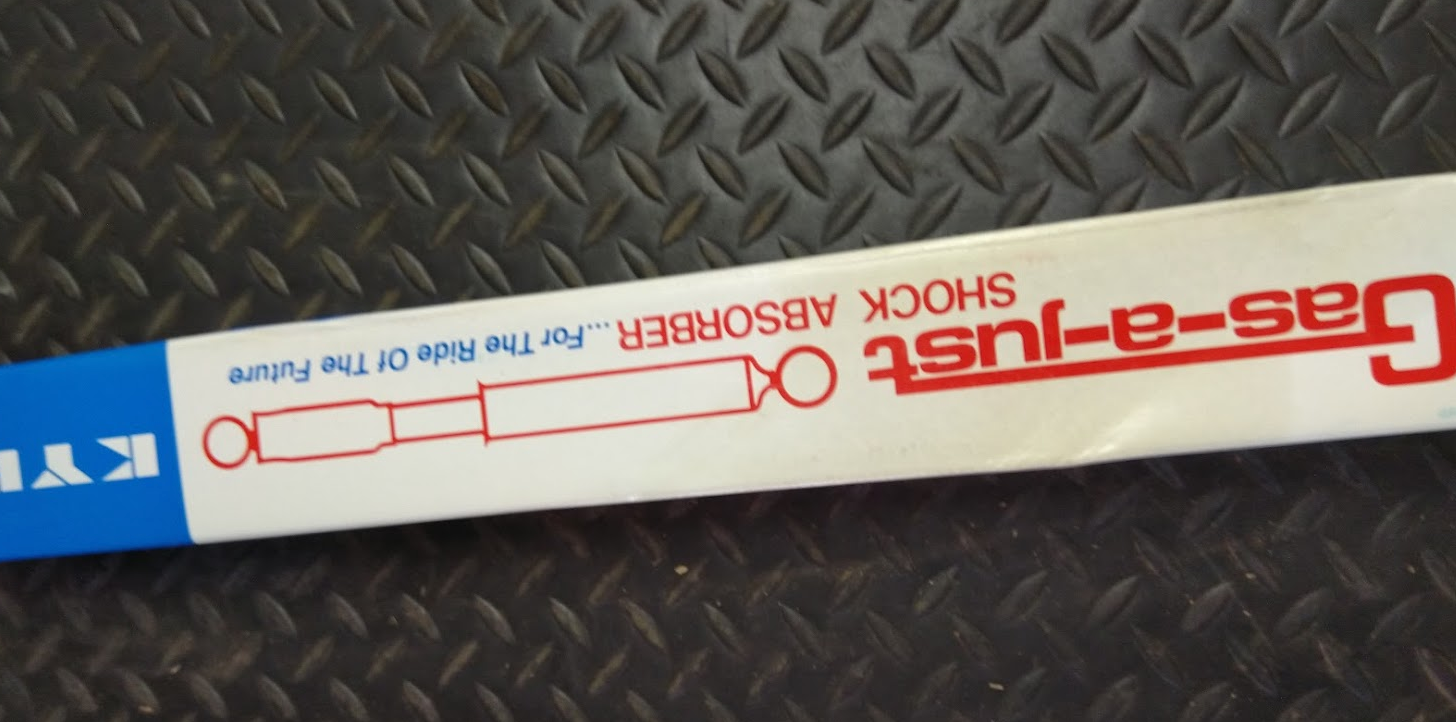 Gas-a-just
SHOCK ABSORBER...For The Ride Of The Future